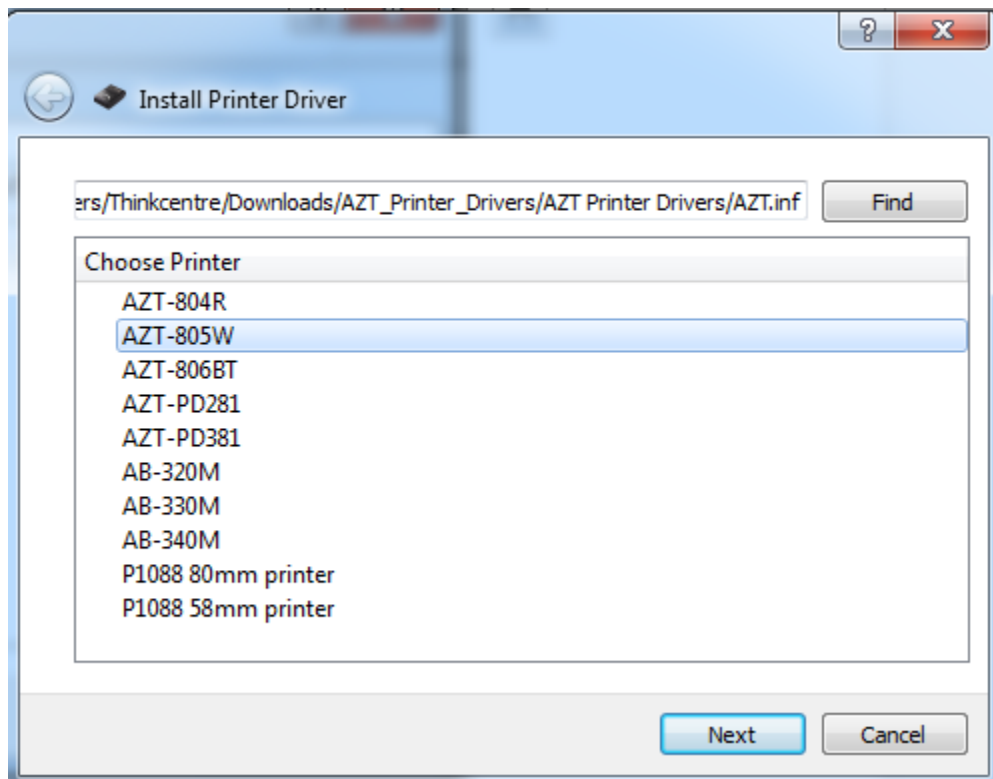 Install Printer Driver
ers/Thinkcentre/Downloads/AZT_Printer_Drivers/AZT Printer Drivers/AZT.inf
Find
Choose Printer
AZT-804R
AZT-805W
AZT-806BT
AZT-PD281
AZT-PD381
AB-320M
AB-330M
AB-340M
P1088 80mm printer
P1088 58mm printer
Next
Cancel